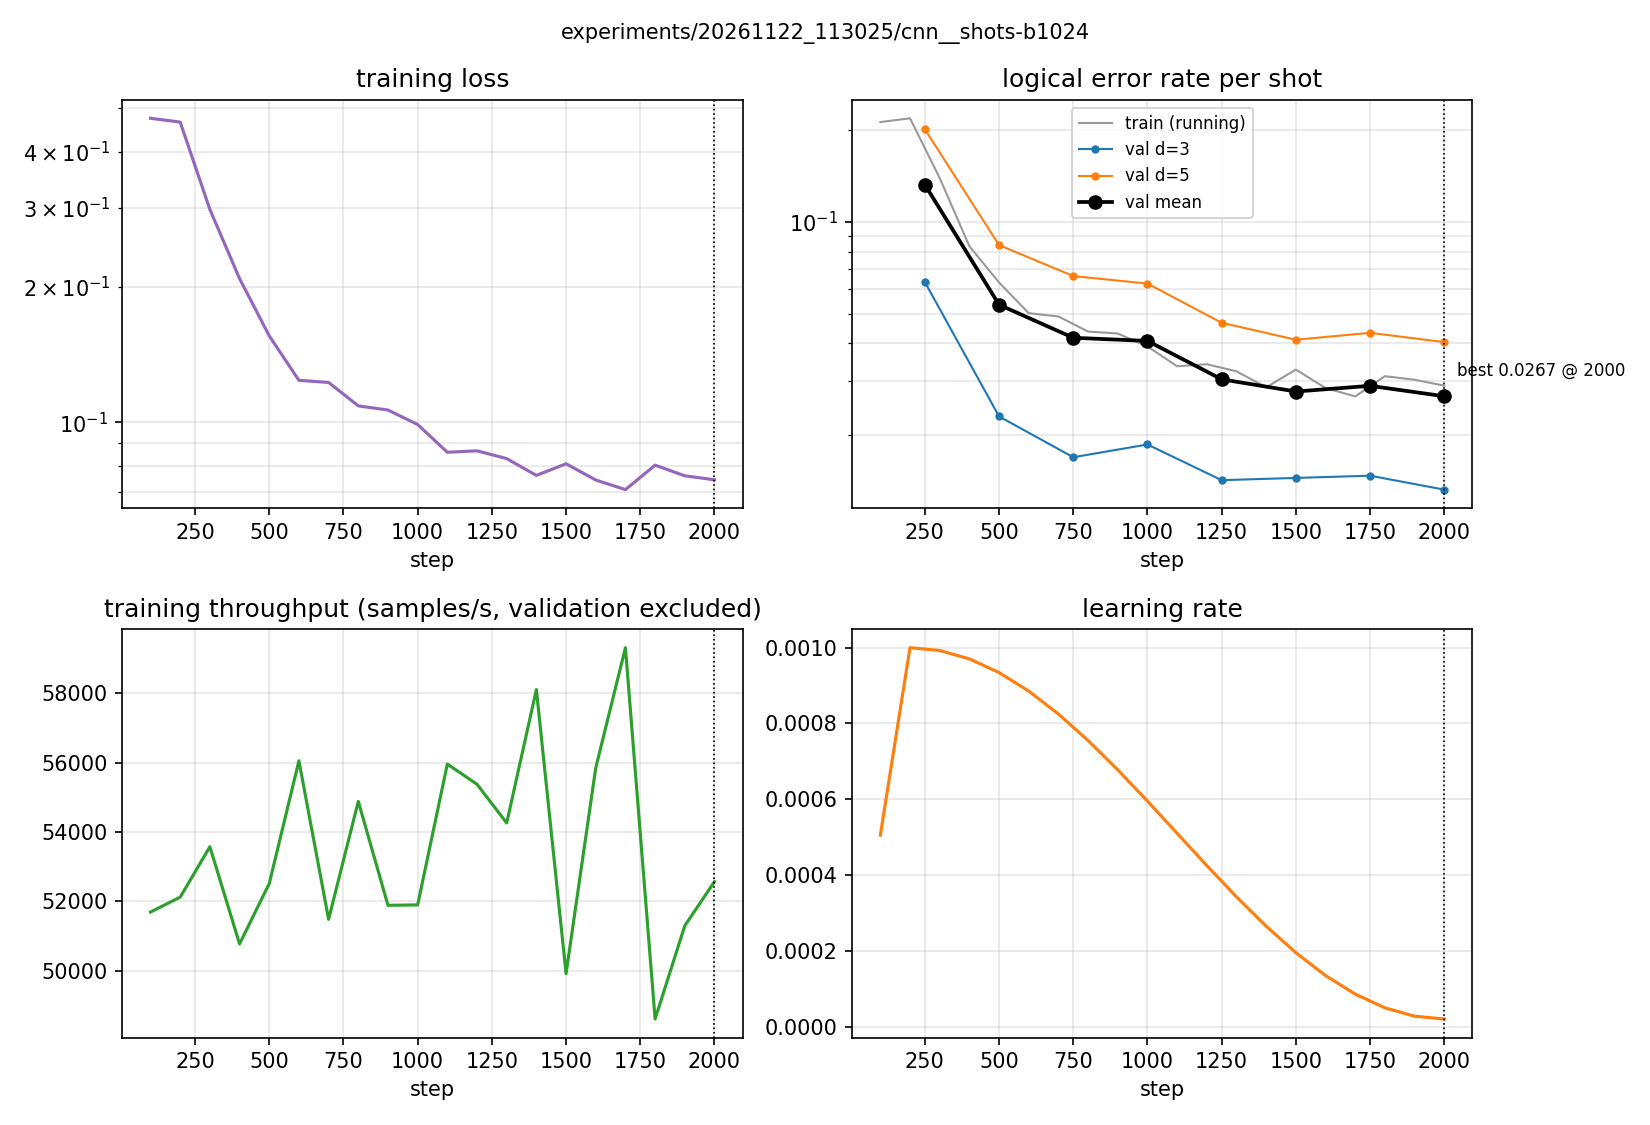 experiments/20261122_113025/cnn__shots-b1024
training loss
4 × 10⁻¹
3 × 10⁻¹
2 × 10⁻¹
10⁻¹
250 500 750 1000 1250 1500 1750 2000
step
logical error rate per shot
train (running)
val d=3
val d=5
val mean
10⁻¹
best 0.0267 @ 2000
250 500 750 1000 1250 1500 1750 2000
step
training throughput (samples/s, validation excluded)
58000
56000
54000
52000
50000
250 500 750 1000 1250 1500 1750 2000
step
learning rate
0.0010
0.0008
0.0006
0.0004
0.0002
0.0000
250 500 750 1000 1250 1500 1750 2000
step